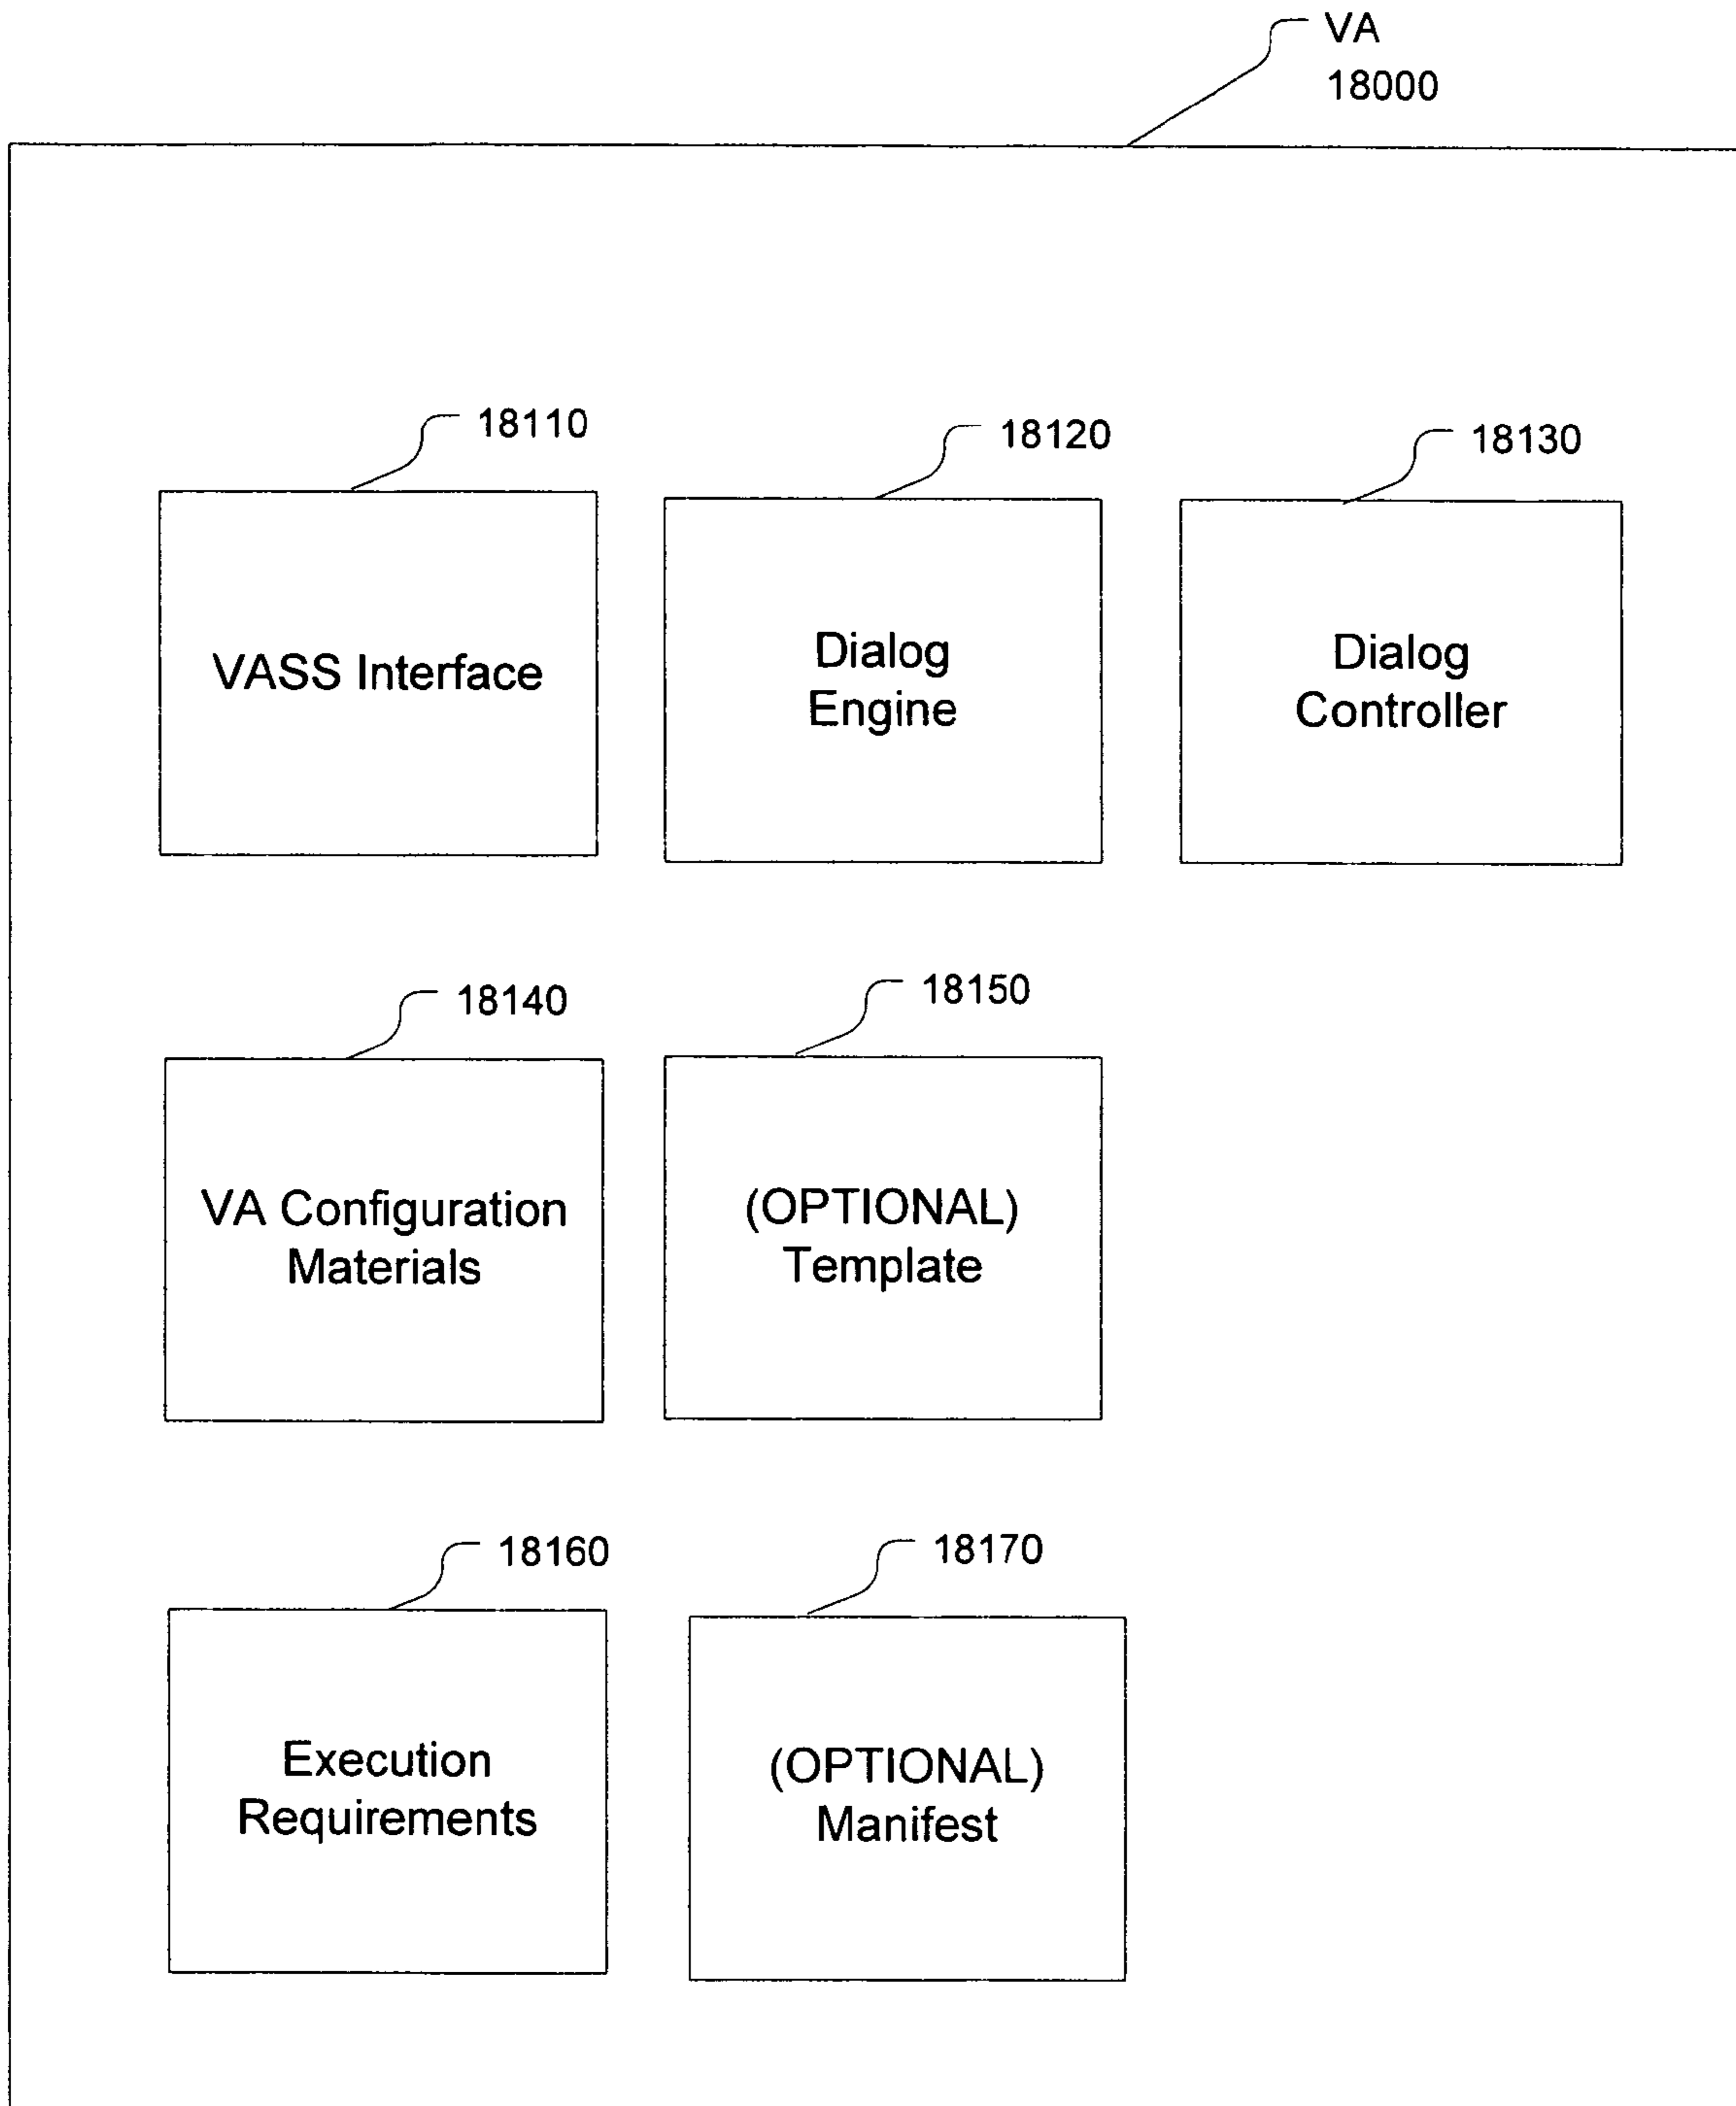 VA
18000
18110
18120
18130
VASS Interface
Dialog
Engine
Dialog
Controller
18140
18150
VA Configuration
Materials
(OPTIONAL)
Template
18160
18170
Execution
Requirements
(OPTIONAL)
Manifest